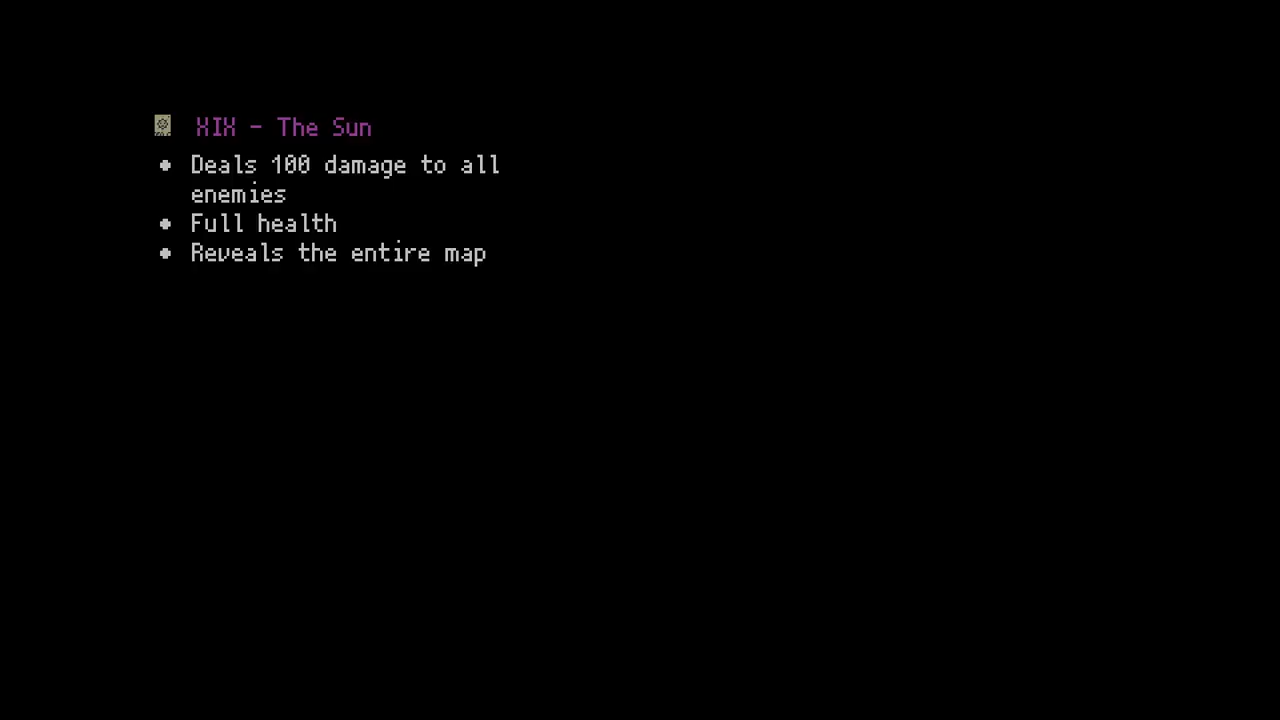 XIX - The Sun
• Deals 100 damage to all
enemies
• Full health
• Reveals the entire map